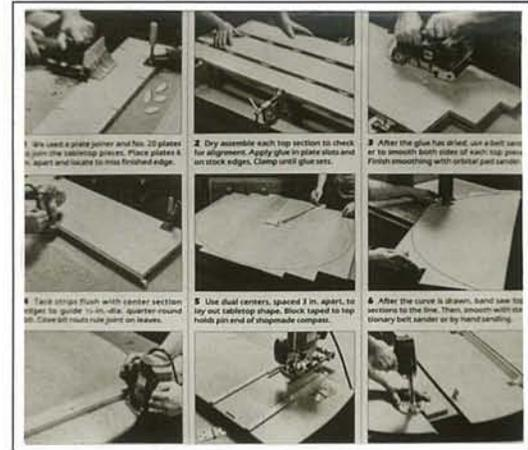 We used a plate joiner and No. 20 plates
join the tabletop pieces. Place plates
apart and locate to miss finished edge.
2 Dry assemble each top section to check
for alignment. Apply glue in plate slots and
on stock edges. Clamp until glue sets.
3 After the glue has dried, use a belt sand
er to smooth both sides of each top
Finish smoothing with orbital pad sander.
4 Tack strips flush with center section
edges to guide ½-in.-dia. quarter-round
bit. Cove bit routs rule joint on leaves.
5 Use dual centers, spaced 3 in. apart, to
lay out tabletop shape. Block taped to top
holds pin end of shopmade compass.
6 After the curve is drawn, band saw top
sections to the line. Then, smooth with sta
tionary belt sander or by hand sanding.